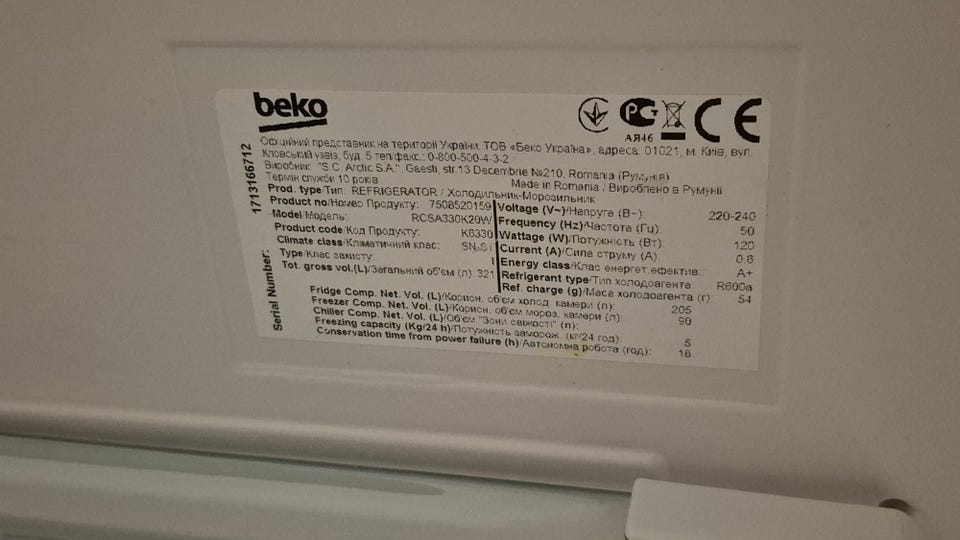 beko
РСТ
АЯ46
CE
Офіційний представник на території України: ТОВ «Беко Україна», адреса: 01021, м. Київ, вул.
Кловський узвіз, буд. 5 тел/факс.: 0-800-500-4-3-2
Виробник: "S.C. Arctic S.A.", Gaesti, str.13 Decembrie №210, Romania (Румунія)
Термін служби 10 років
Made in Romania / Вироблено в Румунії
Prod. type/Тип: REFRIGERATOR / Холодильник-Морозильник
Product no/Номер Продукту: 7508520159
Model/Модель: RCSA330K20W
Product code/Код Продукту: K6330
Climate class/Кліматичний клас: SN-ST
Type/Клас захисту: I
Tot. gross vol.(L)/Загальний об'єм (л): 321
Voltage (V~)/Напруга (В~): 220-240
Frequency (Hz)/Частота (Гц): 50
Wattage (W)/Потужність (Вт): 120
Current (A)/Сила струму (А): 0.6
Energy class/Клас енергет.ефектив.: A+
Refrigerant type/Тип холодоагента R600a
Ref. charge (g)/Маса холодоагента (г): 54
Fridge Comp. Net. Vol. (L)/Корисн. об'єм холод. камери (л): 205
Freezer Comp. Net. Vol. (L)/Корисн. об'єм мороз. камери (л): 90
Chiller Comp. Net. Vol. (L)/Об'єм "Зони свіжості" (л):
Freezing capacity (Kg/24 h)/Потужність заморож. (кг/24 год): 5
Conservation time from power failure (h)/Автономна робота (год): 18
Serial Number: 1713166712